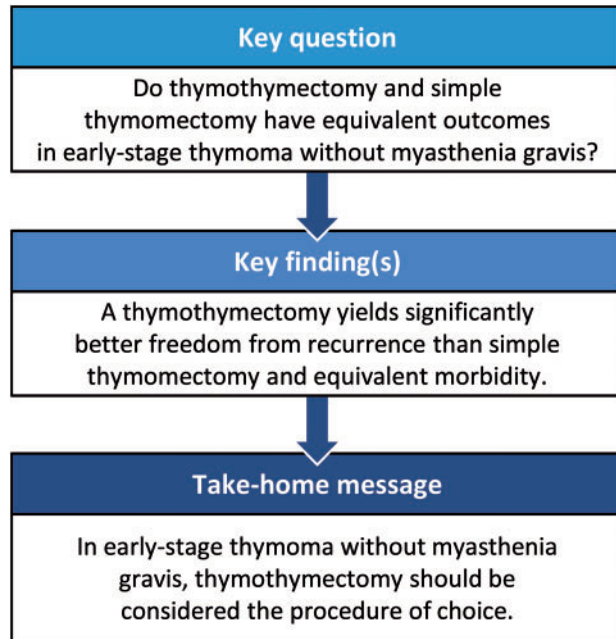 Key question
Do thymothymectomy and simple
thymomectomy have equivalent outcomes
in early-stage thymoma without myasthenia gravis?
Key finding(s)
A thymothymectomy yields significantly
better freedom from recurrence than simple
thymomectomy and equivalent morbidity.
Take-home message
In early-stage thymoma without myasthenia
gravis, thymothymectomy should be
considered the procedure of choice.